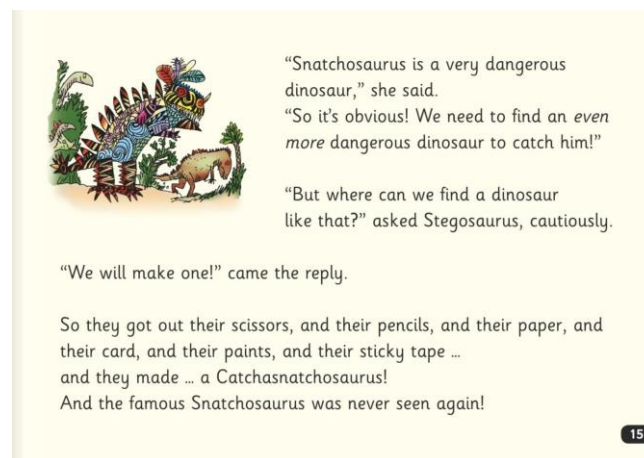 “Snatchosaurus is a very dangerous
dinosaur,” she said.
“So it’s obvious! We need to find an even
more dangerous dinosaur to catch him!”
“But where can we find a dinosaur
like that?” asked Stegosaurus, cautiously.
“We will make one!” came the reply.
So they got out their scissors, and their pencils, and their paper, and
their card, and their paints, and their sticky tape ...
and they made ... a Catchasnatchosaurus!
And the famous Snatchosaurus was never seen again!
15